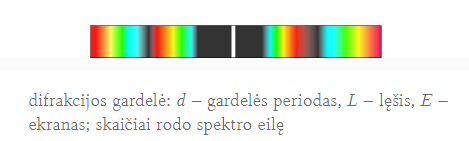 difrakcijos gardelė: d – gardelės periodas, L – lęšis, E –
ekranas; skaičiai rodo spektro eilę